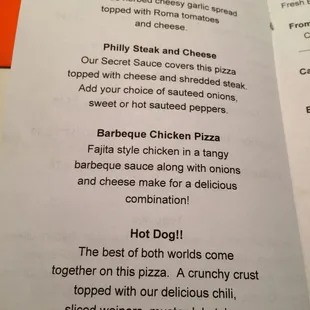 cheesy garlic spread
topped with Roma tomatoes
and cheese.
Philly Steak and Cheese
Our Secret Sauce covers this pizza
topped with cheese and shredded steak.
Add your choice of sauteed onions,
sweet or hot sauteed peppers.
Barbeque Chicken Pizza
Fajita style chicken in a tangy
barbeque sauce along with onions
and cheese make for a delicious
combination!
Hot Dog!!
The best of both worlds come
together on this pizza. A crunchy crust
topped with our delicious chili,
Fresh
From